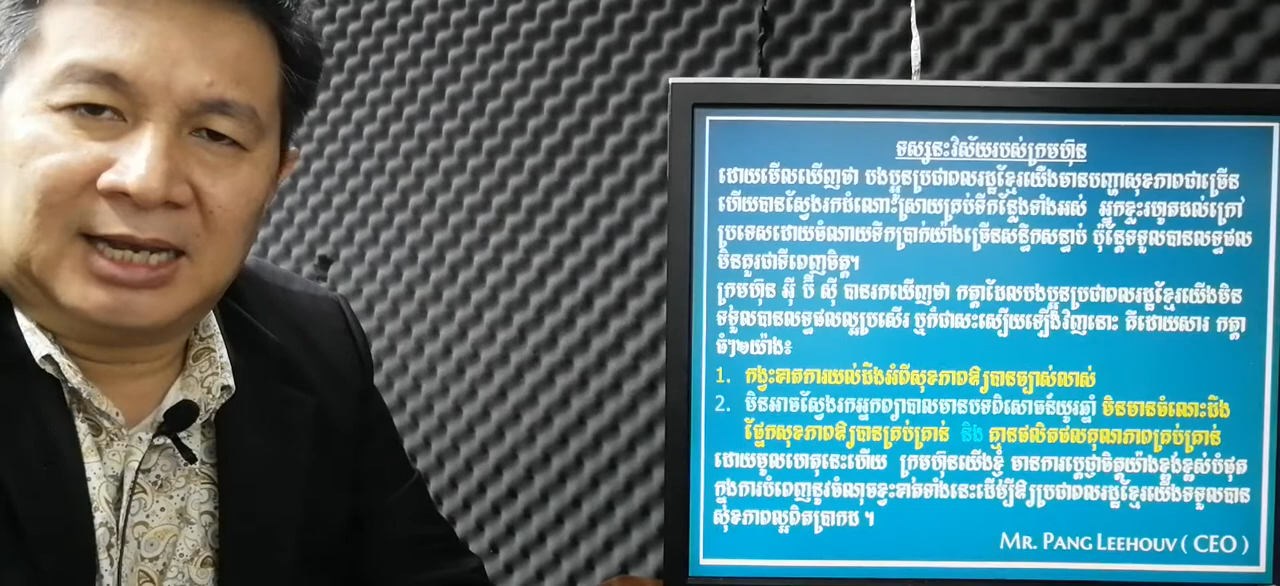 ទស្សនះវិស័យរបស់ក្រុមហ៊ុន
ដោយមើលឃើញថា បងប្អូនប្រជាពលរដ្ឋខ្មែរយើងមានបញ្ហាសុខភាពជាច្រើន
ហើយបានស្វែងរកដំណោះស្រាយគ្រប់ទីកន្លែងទាំងអស់ អ្នកខ្លះរហូតដល់ក្រៅ
ប្រទេសដោយចំណាយទឹកប្រាក់យ៉ាងច្រើនសន្ធឹកសន្ធាប់ ប៉ុន្តែទទួលបានលទ្ធផល
មិនគួរជាទីពេញចិត្ត។
ក្រុមហ៊ុន អ៊ី ប៊ី ស៊ី បានរកឃើញថា កត្តាដែលបងប្អូនប្រជាពលរដ្ឋខ្មែរយើងមិន
ទទួលបានលទ្ធផលល្អប្រសើរ ឬក៏ជាសះស្បើយឡើងវិញនោះ គឺដោយសារ កត្តា
ធំៗ២យ៉ាង៖
1. កង្វះខាតការយល់ដឹងអំពីសុខភាពឱ្យបានច្បាស់លាស់
2. មិនអាចស្វែងរកអ្នកព្យាបាលមានបទពិសោធន៍យូរឆ្នាំ មិនមានចំណេះដឹង
ផ្នែកសុខភាពឱ្យបានគ្រប់គ្រាន់ និង គ្មានផលិតផលគុណភាពគ្រប់គ្រាន់
ដោយមូលហេតុនេះហើយ ក្រុមហ៊ុនយើងខ្ញុំ មានការប្តេជ្ញាចិត្តយ៉ាងខ្លួងខ្ពស់បំផុត
ក្នុងការបំពេញនូវចំណុចខ្វះខាតទាំងនេះដើម្បីឱ្យប្រជាពលរដ្ឋខ្មែរយើងទទួលបាន
សុខភាពល្អពិតប្រាកដ ។
MR. PANG LEEHOUV ( CEO )